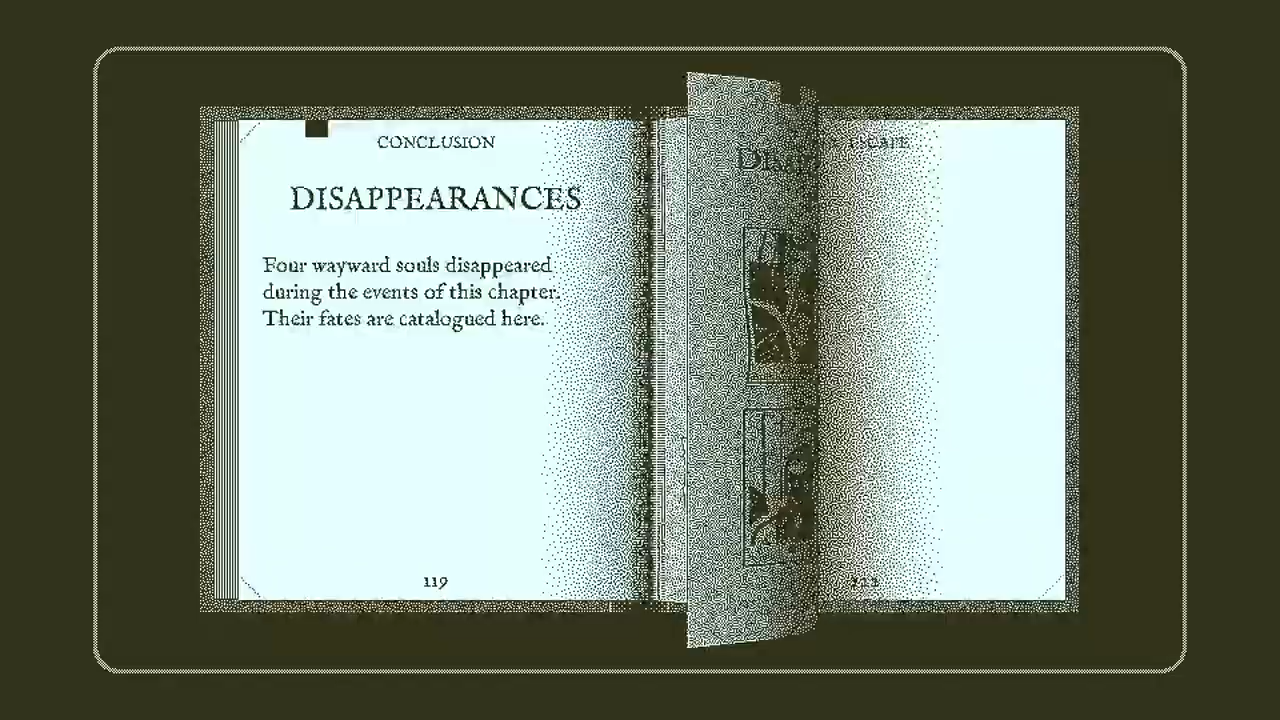 CONCLUSION
DISAPPEARANCES
Four wayward souls disappeared
during the events of this chapter.
Their fates are catalogued here.
119